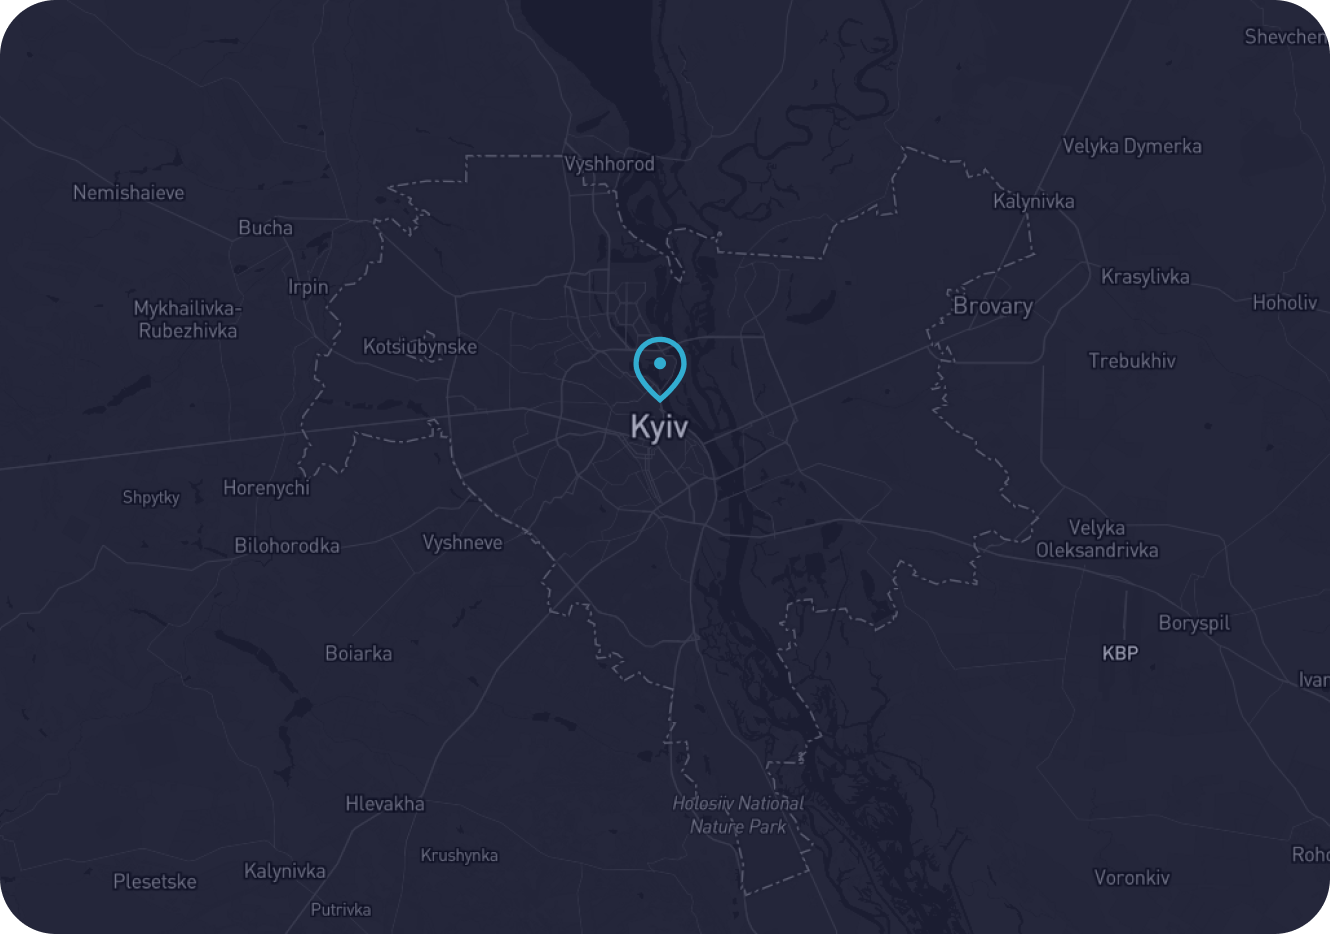 Shevchen
Velyka Dymerka
Vyshhorod
Nemishaieve
Kalynivka
Bucha
Krasylivka
Irpin
Hoholiv
Mykhailivka-
Rubezhivka
Brovary
Kotsiubynske
Trebukhiv
Kyiv
Horenychi
Shpytky
Velyka
Oleksandrivka
Bilohorodka
Vyshneve
Boryspil
Boiarka
KBP
Ivar
Hlevakha
Holosiiv National
Nature Park
Krushynka
Roho
Kalynivka
Plesetske
Voronkiv
Putrivka